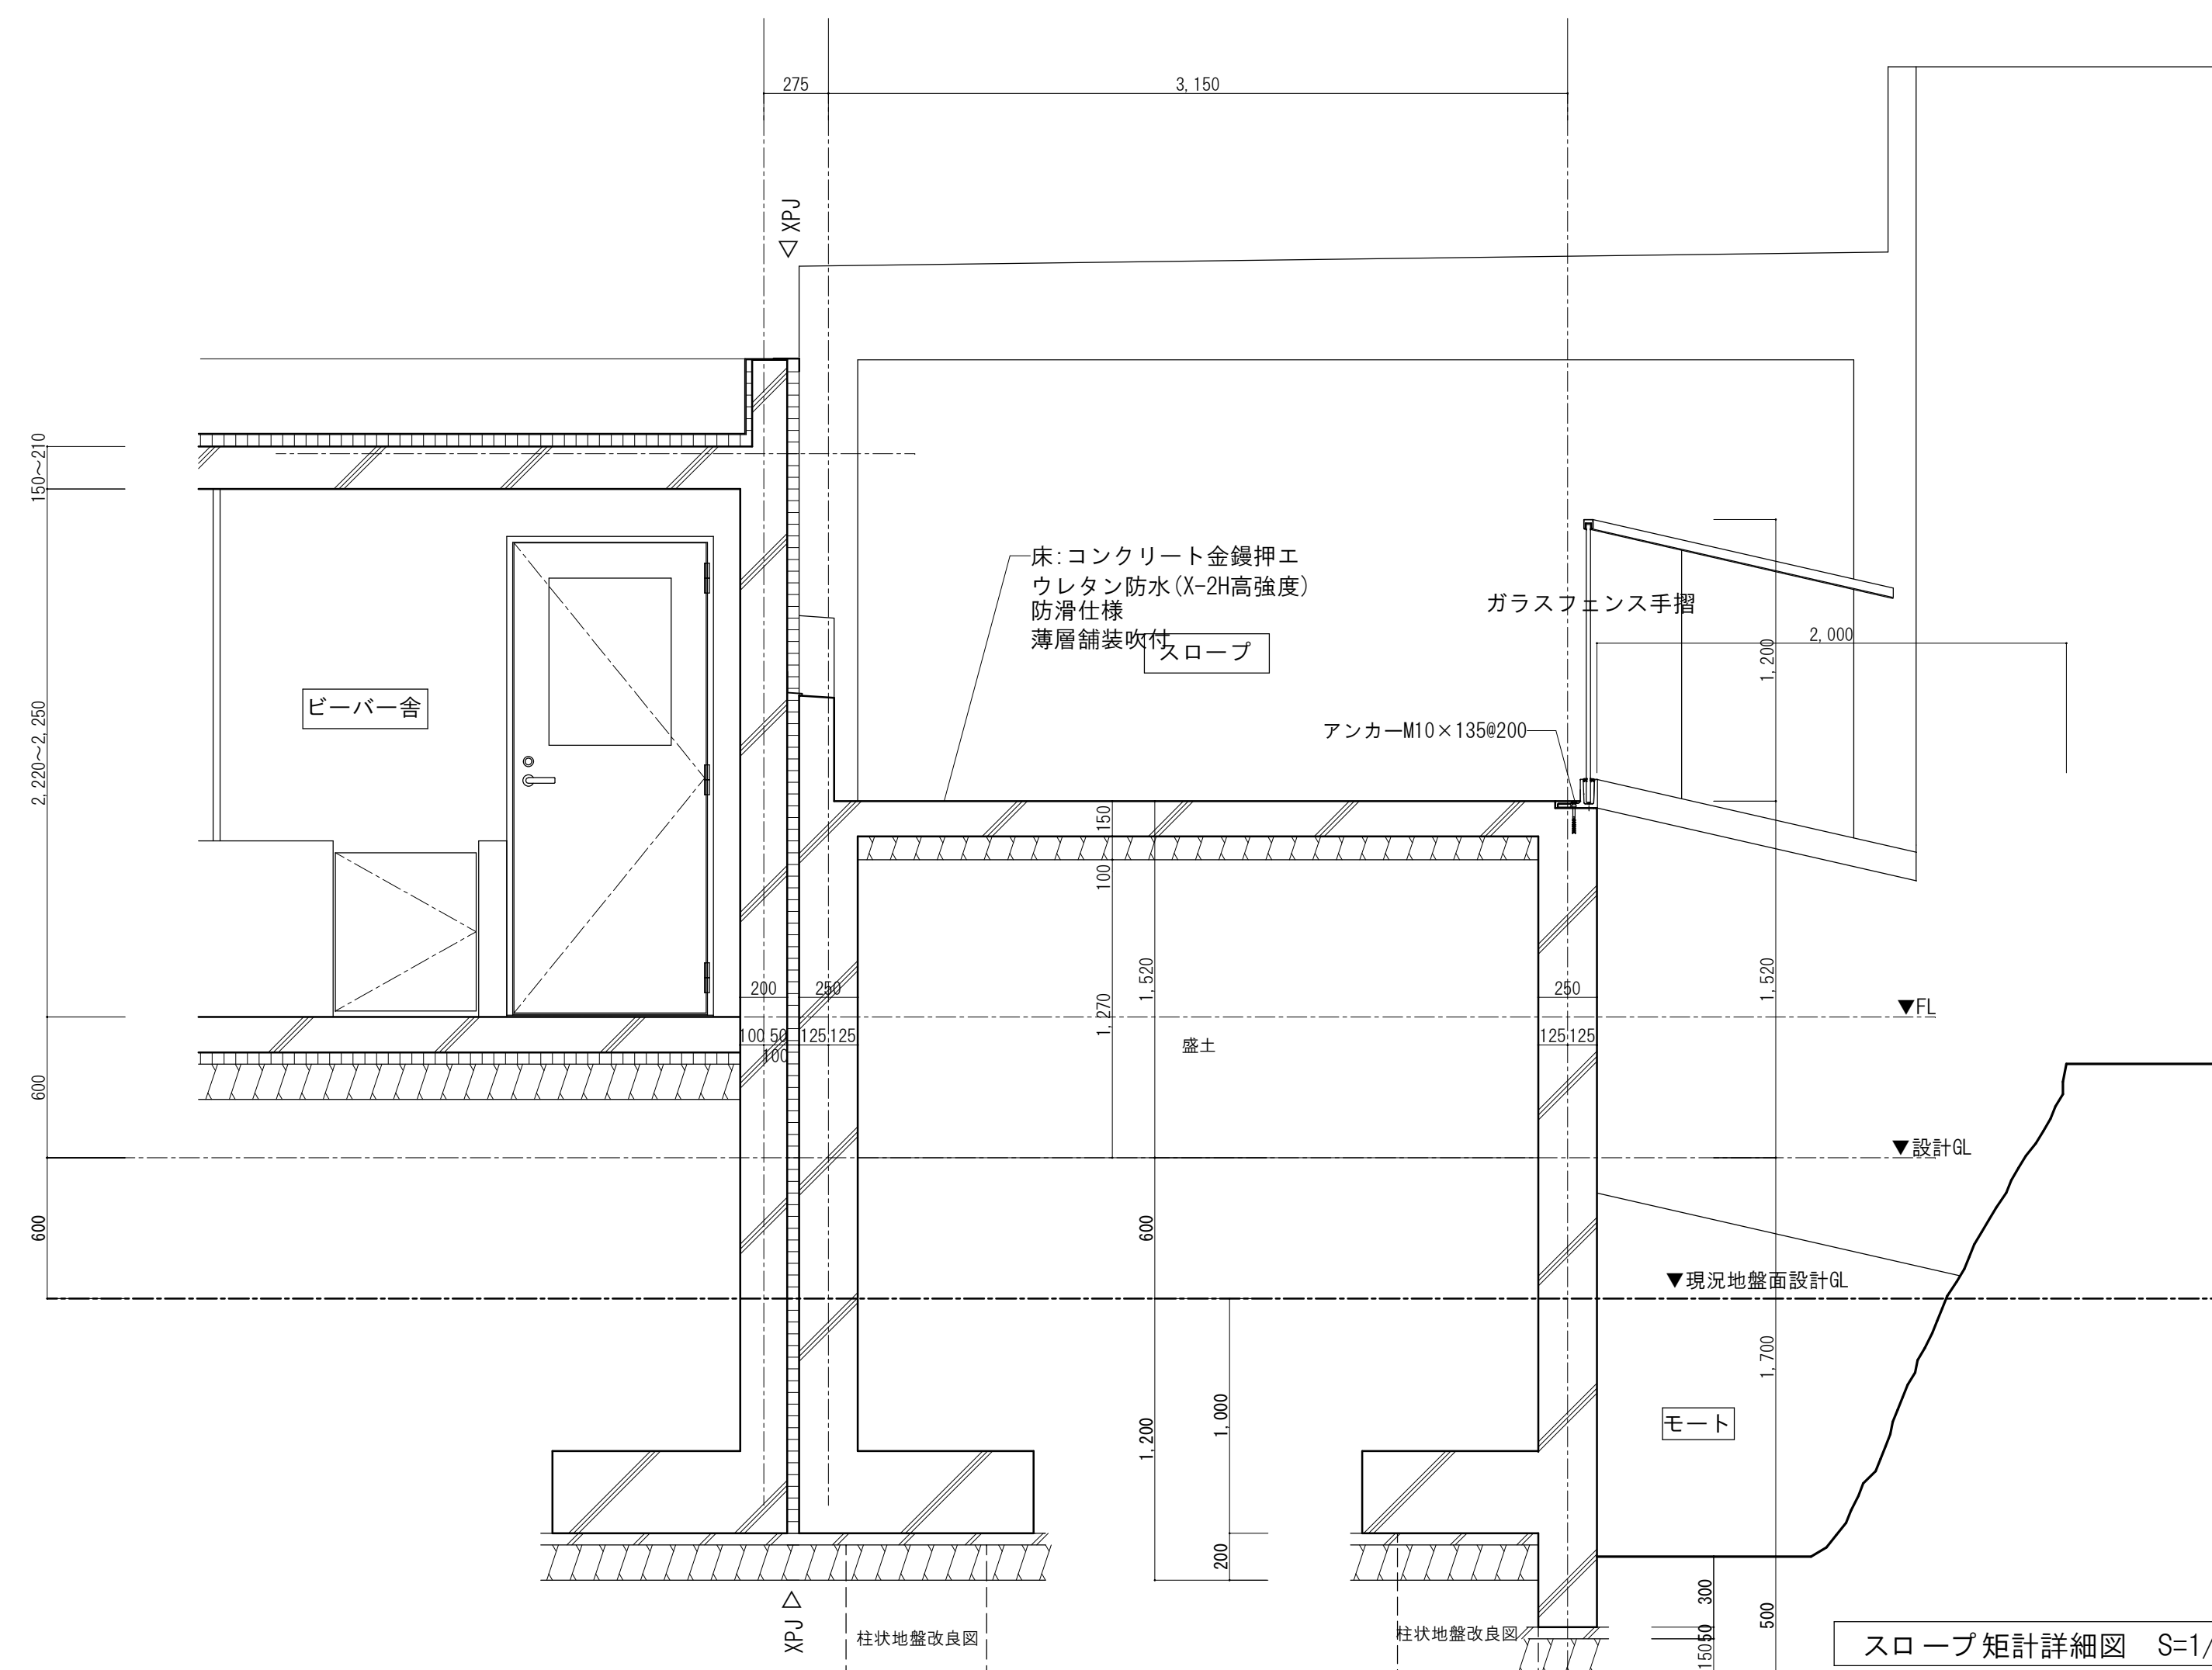 275
3,150
XPJ
150~210
床:コンクリート金鏝押エ
ウレタン防水(X-2H高強度)
防滑仕様
薄層舗装吹付
スロープ
ガラスフェンス手摺
2,000
1,200
ビーバー舎
2,220~2,250
アンカーM10×135@200
150
100
1,520
1,270
1,520
200
250
250
▼FL
100 50 125 125
100
125 125
盛土
600
▼設計GL
600
600
▼現況地盤面設計GL
1,700
1,000
1,200
モート
200
300
500
XPJ
柱状地盤改良図
柱状地盤改良図
50
150
スロープ矩計詳細図 S=1/